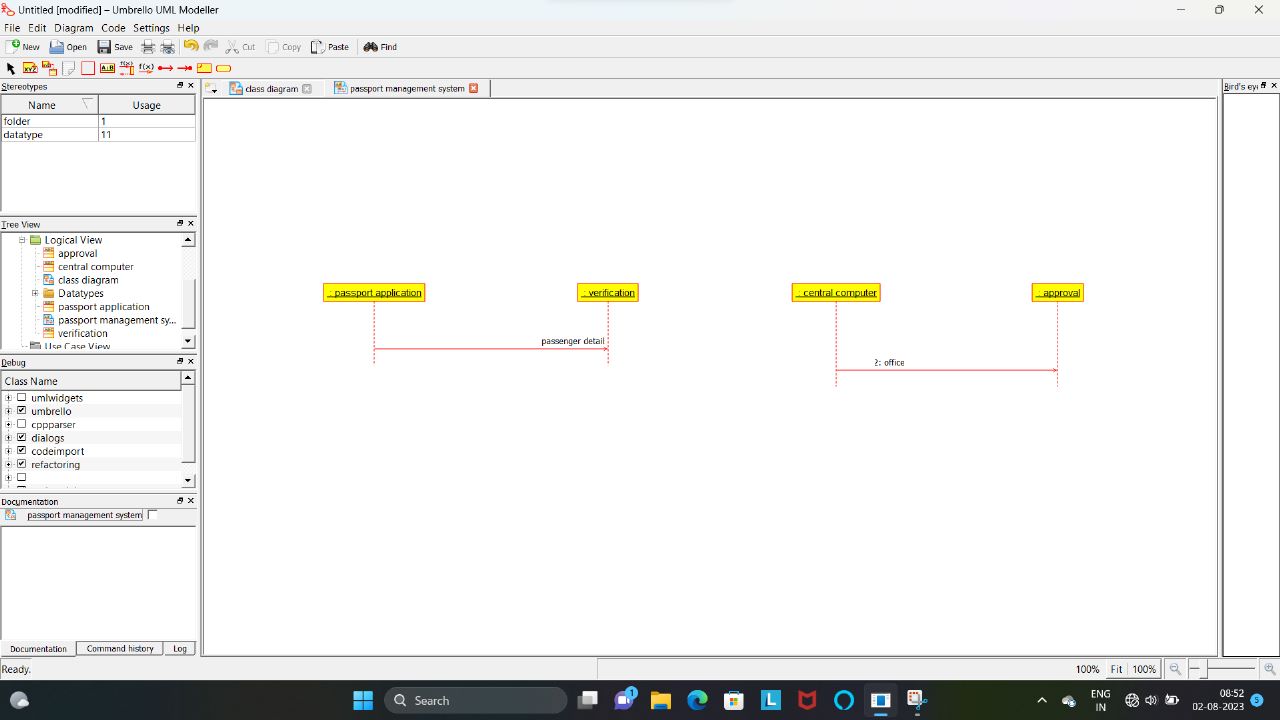 Untitled [modified] – Umbrello UML Modeller
File Edit Diagram Code Settings Help
New Open Save Cut Copy Paste Find
Stereotypes
Name Usage
folder 1
datatype 11
Tree View
Logical View
approval
central computer
class diagram
Datatypes
passport application
passport management sy...
verification
Use Case View
Debug
Class Name
umlwidgets
umbrello
cppparser
dialogs
codeimport
refactoring
Documentation
passport management system
Documentation Command history Log
class diagram passport management system
: passport application : verification : central computer : approval
passenger detail
2: office
Bird's eye
Ready.
100% Fit 100%
Search
1
ENG
IN
08:52
02-08-2023
5